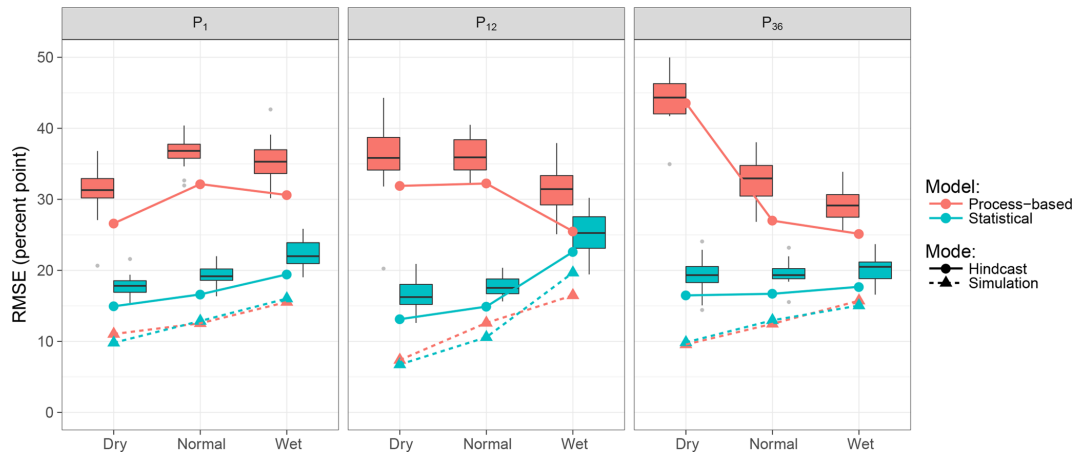 P₁ P₁₂ P₃₆
RMSE (percent point)
50
40
30
20
10
0
Dry Normal Wet Dry Normal Wet Dry Normal Wet
Model:
Process-based
Statistical
Mode:
Hindcast
Simulation